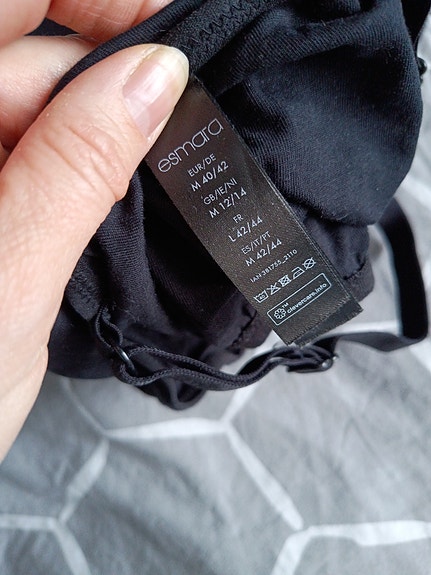 esmara
EUR/DE
M 40/42
GB/IE/NI
M 12/14
FR
L 42/44
ES/IT/PT
M 42/44
IAN 381755_2110
TM
clevercare.info